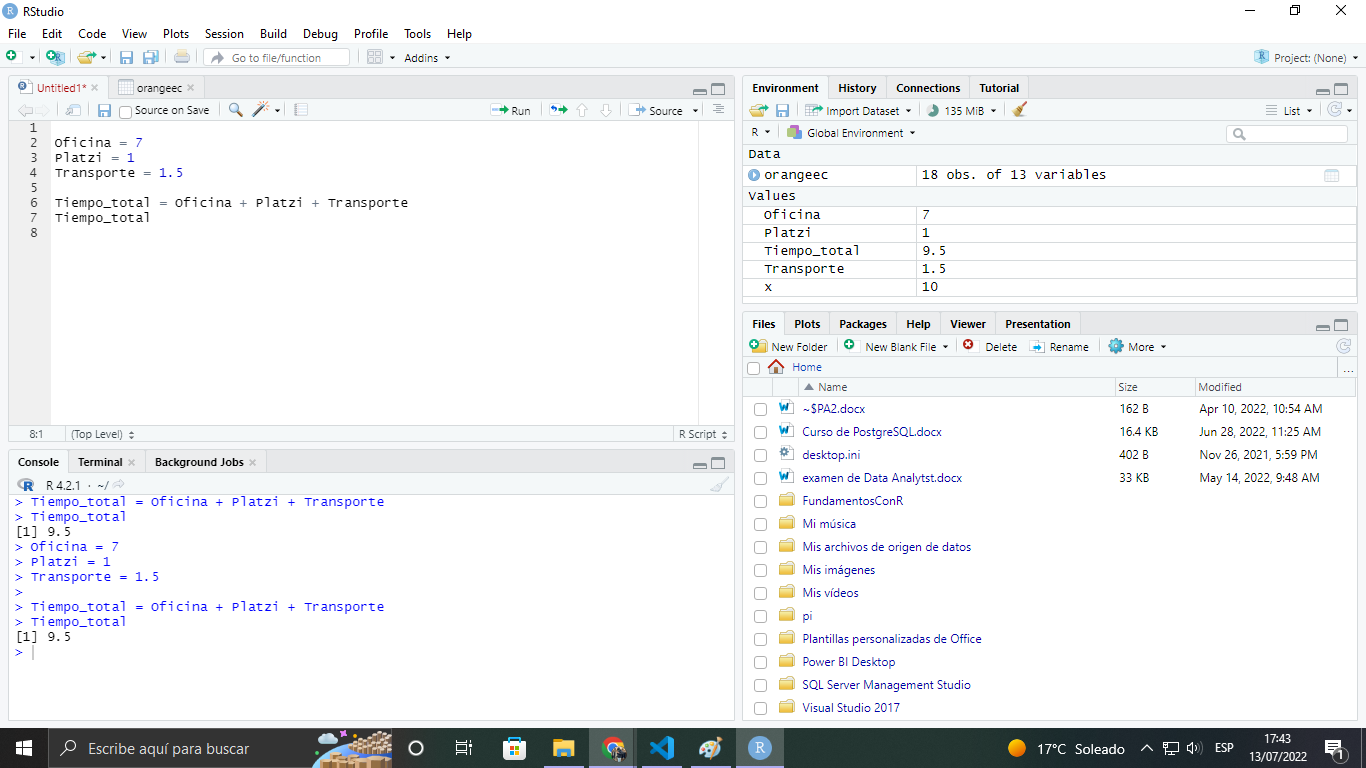 RStudio
File Edit Code View Plots Session Build Debug Profile Tools Help
Go to file/function Addins Project: (None)
Untitled1* orangeec
Source on Save Run Source
1
2 Oficina = 7
3 Platzi = 1
4 Transporte = 1.5
5
6 Tiempo_total = Oficina + Platzi + Transporte
7 Tiempo_total
8
8:1 (Top Level) R Script
Console Terminal Background Jobs
R 4.2.1 · ~/
> Tiempo_total = Oficina + Platzi + Transporte
> Tiempo_total
[1] 9.5
> Oficina = 7
> Platzi = 1
> Transporte = 1.5
>
> Tiempo_total = Oficina + Platzi + Transporte
> Tiempo_total
[1] 9.5
>
Environment History Connections Tutorial
Import Dataset 135 MiB List
R Global Environment
Data
orangeec 18 obs. of 13 variables
Values
Oficina 7
Platzi 1
Tiempo_total 9.5
Transporte 1.5
x 10
Files Plots Packages Help Viewer Presentation
New Folder New Blank File Delete Rename More
Home ...
Name Size Modified
~$PA2.docx 162 B Apr 10, 2022, 10:54 AM
Curso de PostgreSQL.docx 16.4 KB Jun 28, 2022, 11:25 AM
desktop.ini 402 B Nov 26, 2021, 5:59 PM
examen de Data Analytst.docx 33 KB May 14, 2022, 9:48 AM
FundamentosConR
Mi música
Mis archivos de origen de datos
Mis imágenes
Mis vídeos
pi
Plantillas personalizadas de Office
Power BI Desktop
SQL Server Management Studio
Visual Studio 2017
Escribe aquí para buscar
17°C Soleado ESP 17:43
13/07/2022 1